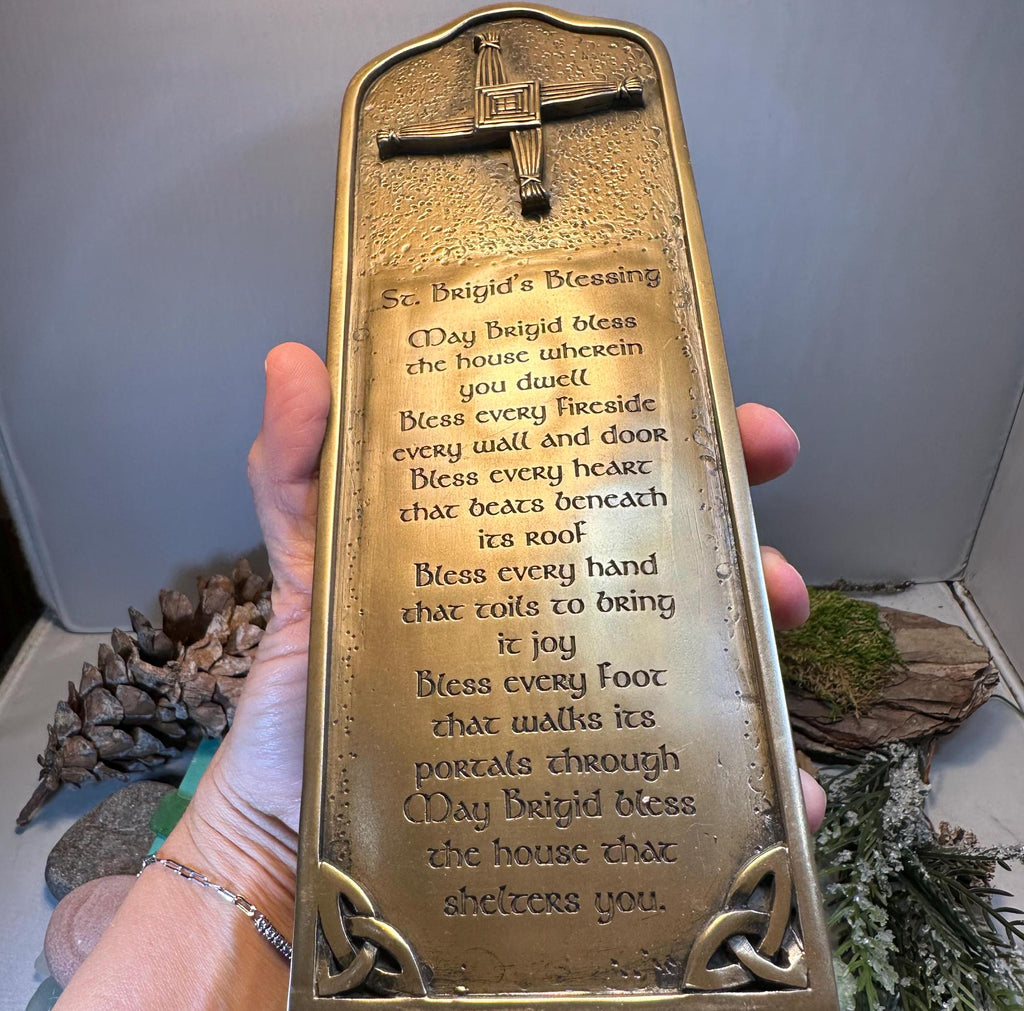 St. Brigid's Blessing
May Brigid bless
the house wherein
you dwell
Bless every fireside
every wall and door
Bless every heart
that beats beneath
its roof
Bless every hand
that toils to bring
it joy
Bless every foot
that walks its
portals through
May Brigid bless
the house that
shelters you.